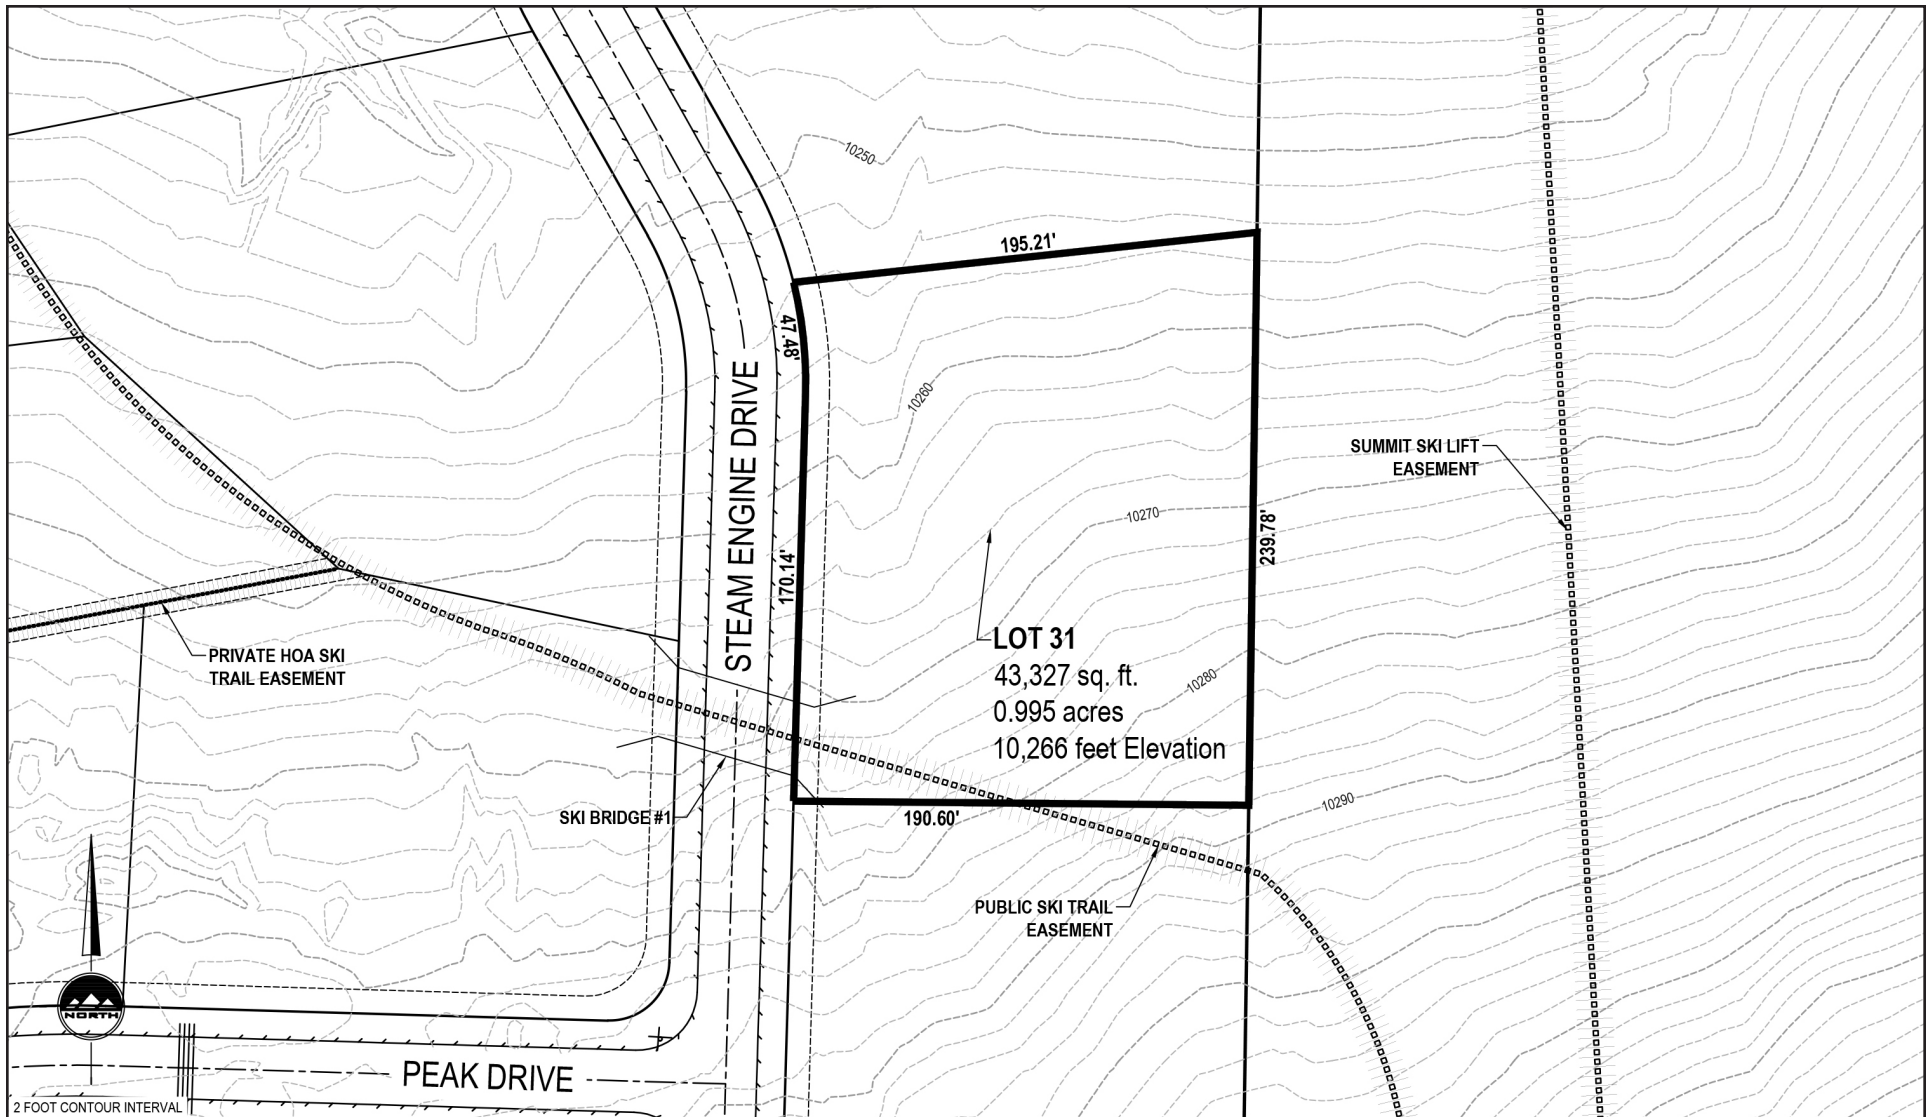 10250
195.21'
47.48'
STEAM ENGINE DRIVE
10260
SUMMIT SKI LIFT
EASEMENT
10270
239.78'
170.14'
LOT 31
43,327 sq. ft.
0.995 acres
10,266 feet Elevation
10280
PRIVATE HOA SKI
TRAIL EASEMENT
10290
SKI BRIDGE #1
190.60'
PUBLIC SKI TRAIL
EASEMENT
NORTH
PEAK DRIVE
2 FOOT CONTOUR INTERVAL